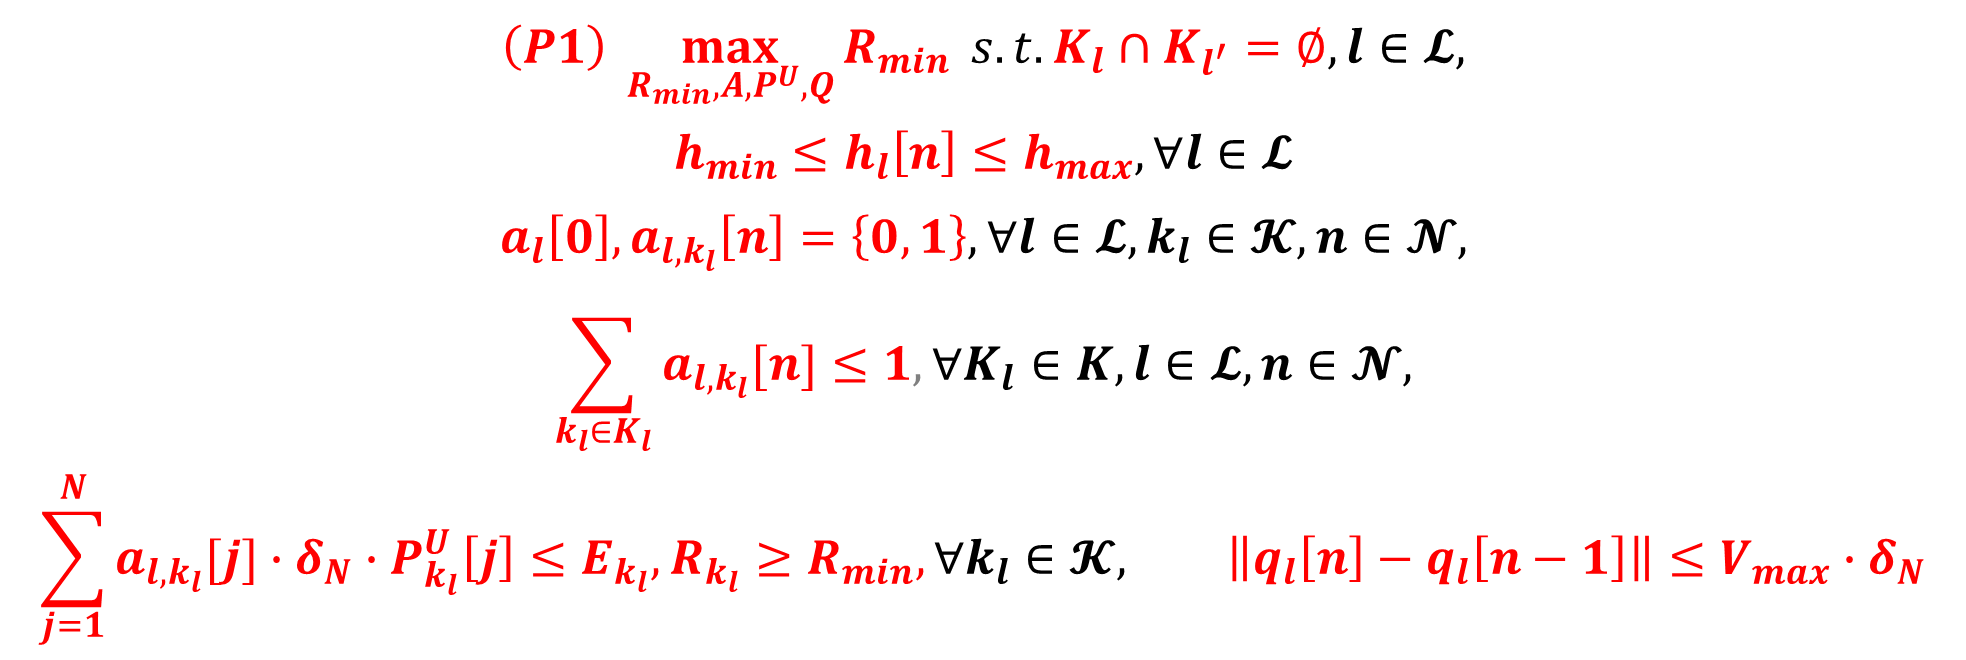 (P1) max_{R_{min},A,P^U,Q} R_{min} s.t. K_l ∩ K_{l′} = ∅, l ∈ ℒ,
h_{min} ≤ h_l[n] ≤ h_{max}, ∀l ∈ ℒ
a_l[0], a_{l,k_l}[n] = {0, 1}, ∀l ∈ ℒ, k_l ∈ 𝒦, n ∈ 𝒩,
∑_{k_l∈K_l} a_{l,k_l}[n] ≤ 1, ∀K_l ∈ K, l ∈ ℒ, n ∈ 𝒩,
∑_{j=1}^{N} a_{l,k_l}[j] · δ_N · P_{k_l}^U[j] ≤ E_{k_l}, R_{k_l} ≥ R_{min}, ∀k_l ∈ 𝒦, ‖q_l[n] − q_l[n − 1]‖ ≤ V_{max} · δ_N